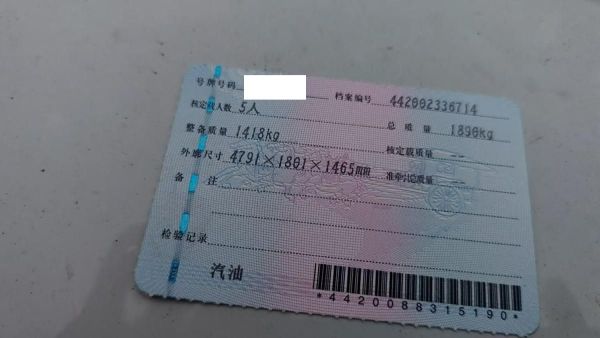 号牌号码 档案编号 442002336714
核定载人数 5人 总质量 1890kg
整备质量 1418kg 核定载质量 --
外廓尺寸 4791×1801×1465mm 准牵引总质量
备注
检验记录
汽油
*4420088315190*